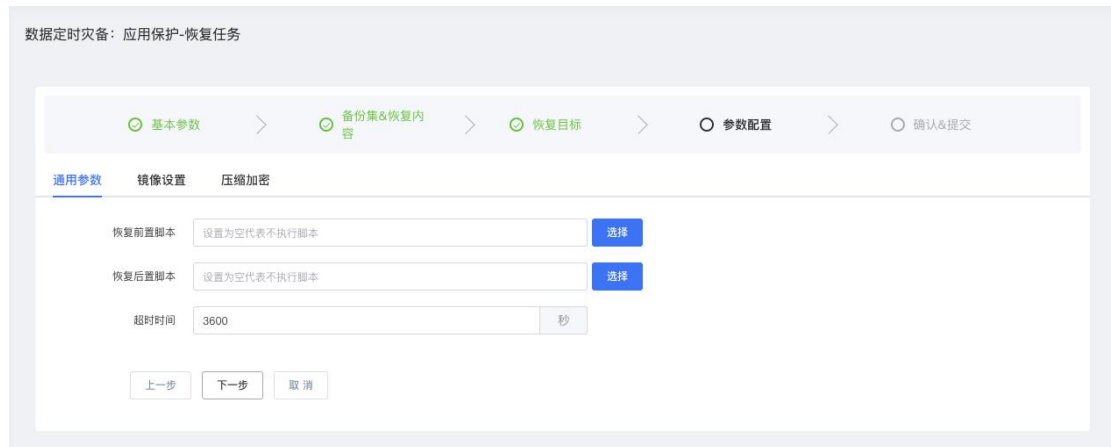 数据定时灾备：应用保护-恢复任务
基本参数
备份集&恢复内
容
恢复目标
参数配置
确认&提交
通用参数 镜像设置 压缩加密
恢复前置脚本 设置为空代表不执行脚本 选择
恢复后置脚本 设置为空代表不执行脚本 选择
超时时间 3600 秒
上一步 下一步 取 消